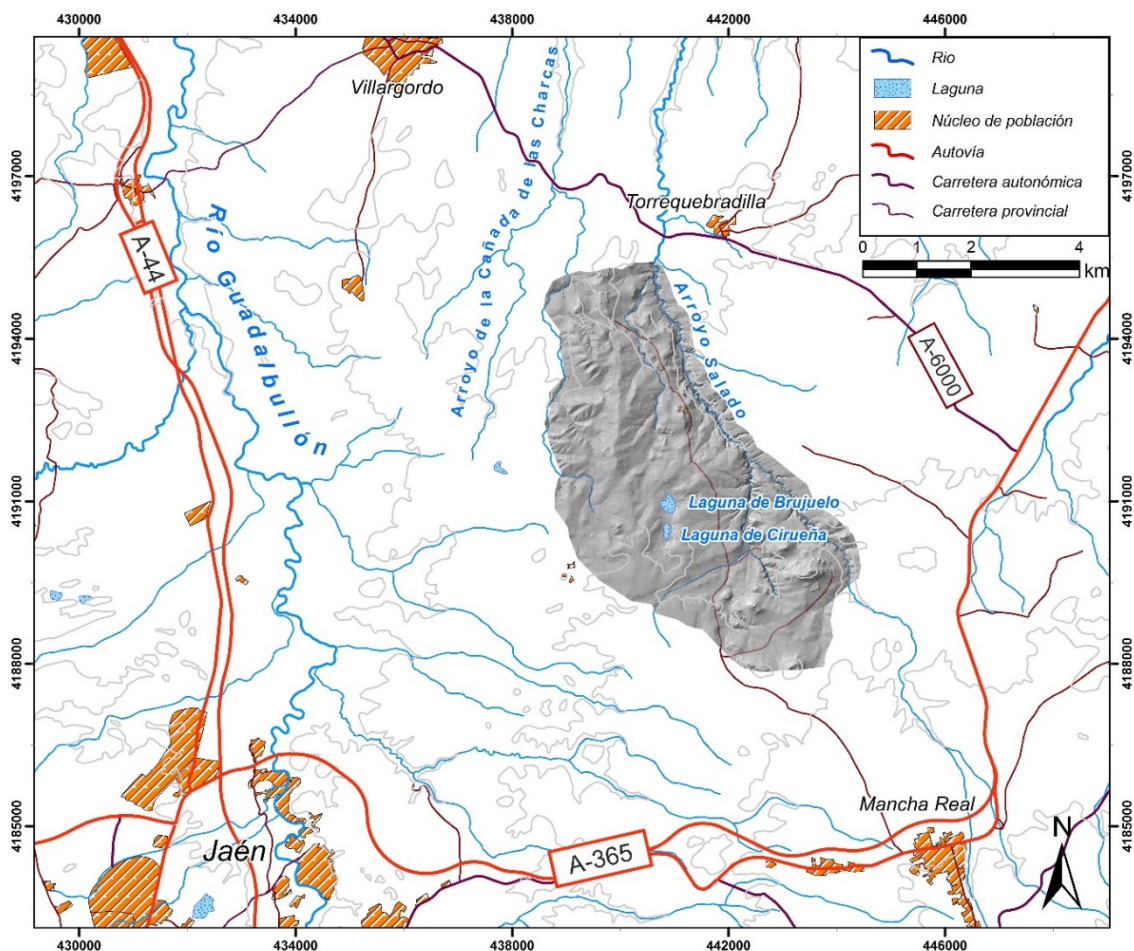 430000 434000 438000 442000 446000
Río
Laguna
Núcleo de población
Autovía
Carretera autonómica
Carretera provincial
0 2 4
km
Villargordo
4197000 4197000
Torrequebradilla
Arroyo de la Cañada de las Charcas
Río Guadalbullón
A-44
Arroyo Salado
A-6000
4194000 4194000
4191000 4191000
Laguna de Brujuelo
Laguna de Cirueña
4188000 4188000
Mancha Real
4185000 4185000
Jaén
A-365
N
430000 434000 438000 442000 446000